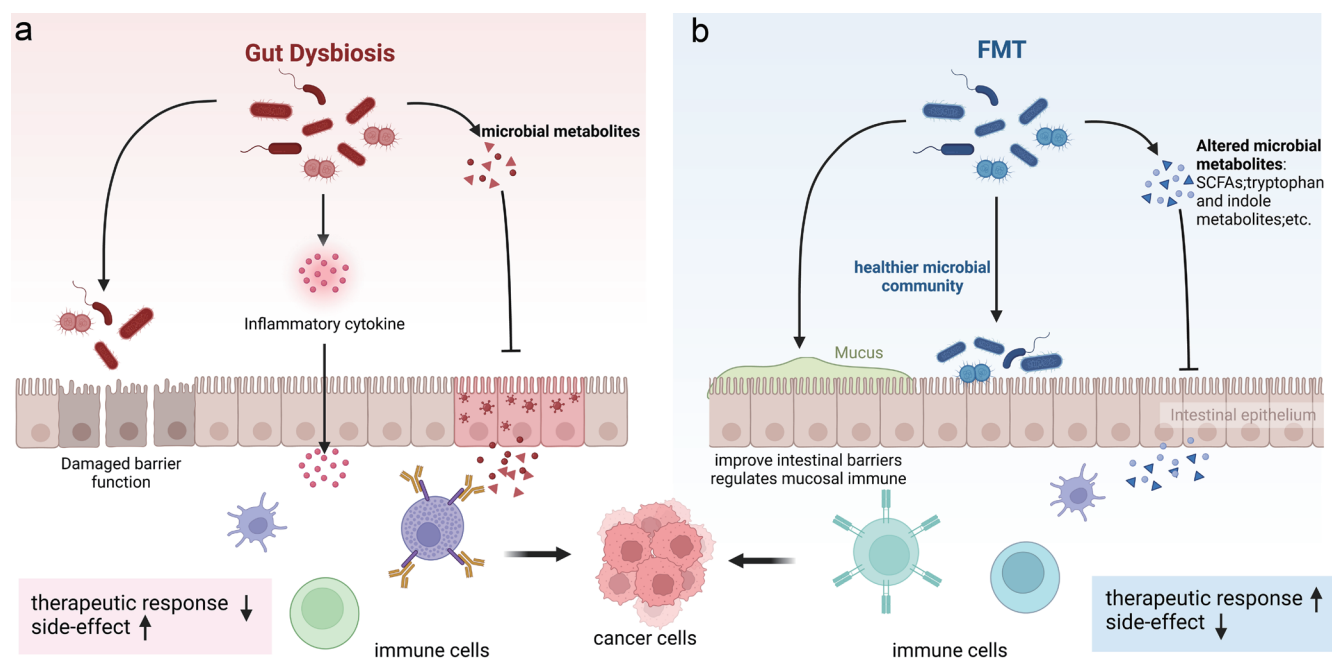 a
Gut Dysbiosis
microbial metabolites
Inflammatory cytokine
Damaged barrier
function
therapeutic response ↓
side-effect ↑
immune cells
cancer cells
b
FMT
Altered microbial
metabolites:
SCFAs;tryptophan
and indole
metabolites;etc.
healthier microbial
community
Mucus
Intestinal epithelium
improve intestinal barriers
regulates mucosal immune
immune cells
therapeutic response ↑
side-effect ↓